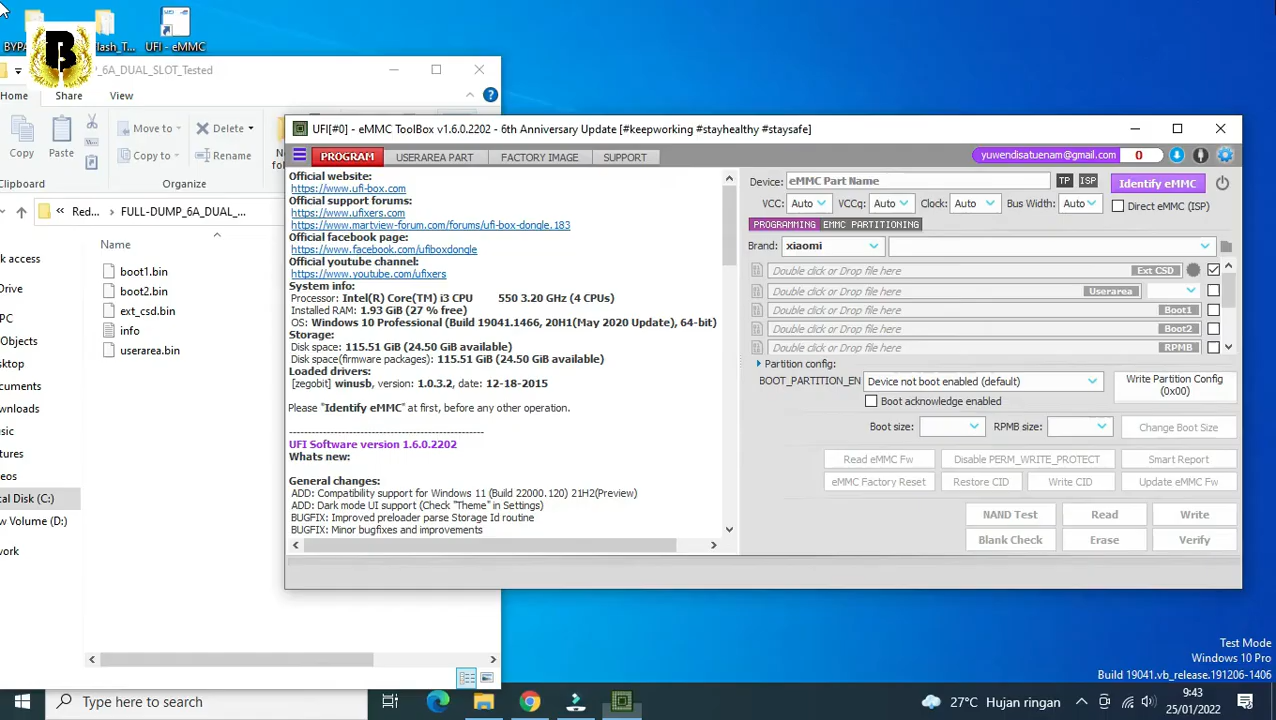 BYPA
lash_T...
UFI - eMMC
P_6A_DUAL_SLOT_Tested
Home
Share
View
Copy
Paste
Move to
Copy to
Delete
Rename
Clipboard
Organize
Red...
FULL-DUMP_6A_DUAL_...
Name
boot1.bin
boot2.bin
ext_csd.bin
info
userarea.bin
k access
Drive
Objects
sktop
cuments
wnloads
sic
tures
eos
cal Disk (C:)
w Volume (D:)
work
UFI[#0] - eMMC ToolBox v1.6.0.2202 - 6th Anniversary Update [#keepworking #stayhealthy #staysafe]
PROGRAM
USERAREA PART
FACTORY IMAGE
SUPPORT
yuwendisatuenam@gmail.com
0
Official website:
https://www.ufi-box.com
Official support forums:
https://www.ufixers.com
https://www.martview-forum.com/forums/ufi-box-dongle.183
Official facebook page:
https://www.facebook.com/ufiboxdongle
Official youtube channel:
https://www.youtube.com/ufixers
System info:
Processor: Intel(R) Core(TM) i3 CPU 550 3.20 GHz (4 CPUs)
Installed RAM: 1.93 GiB (27 % free)
OS: Windows 10 Professional (Build 19041.1466, 20H1(May 2020 Update), 64-bit)
Storage:
Disk space: 115.51 GiB (24.50 GiB available)
Disk space(firmware packages): 115.51 GiB (24.50 GiB available)
Loaded drivers:
[zegobit] winusb, version: 1.0.3.2, date: 12-18-2015
Please "Identify eMMC" at first, before any other operation.
----------------------------------------------
UFI Software version 1.6.0.2202
Whats new:
General changes:
ADD: Compatibility support for Windows 11 (Build 22000.120) 21H2(Preview)
ADD: Dark mode UI support (Check "Theme" in Settings)
BUGFIX: Improved preloader parse Storage Id routine
BUGFIX: Minor bugfixes and improvements
Device:
eMMC Part Name
TP
ISP
Identify eMMC
VCC: Auto
VCCq: Auto
Clock: Auto
Bus Width: Auto
Direct eMMC (ISP)
PROGRAMMING
EMMC PARTITIONING
Brand:
xiaomi
Double click or Drop file here
Ext CSD
Double click or Drop file here
Userarea
Double click or Drop file here
Boot1
Double click or Drop file here
Boot2
Double click or Drop file here
RPMB
Partition config:
BOOT_PARTITION_EN
Device not boot enabled (default)
Write Partition Config (0x00)
Boot acknowledge enabled
Boot size:
RPMB size:
Change Boot Size
Read eMMC Fw
Disable PERM_WRITE_PROTECT
Smart Report
eMMC Factory Reset
Restore CID
Write CID
Update eMMC Fw
NAND Test
Read
Write
Blank Check
Erase
Verify
Test Mode
Windows 10 Pro
Build 19041.vb_release.191206-1406
Type here to search
27°C Hujan ringan
9:43
25/01/2022